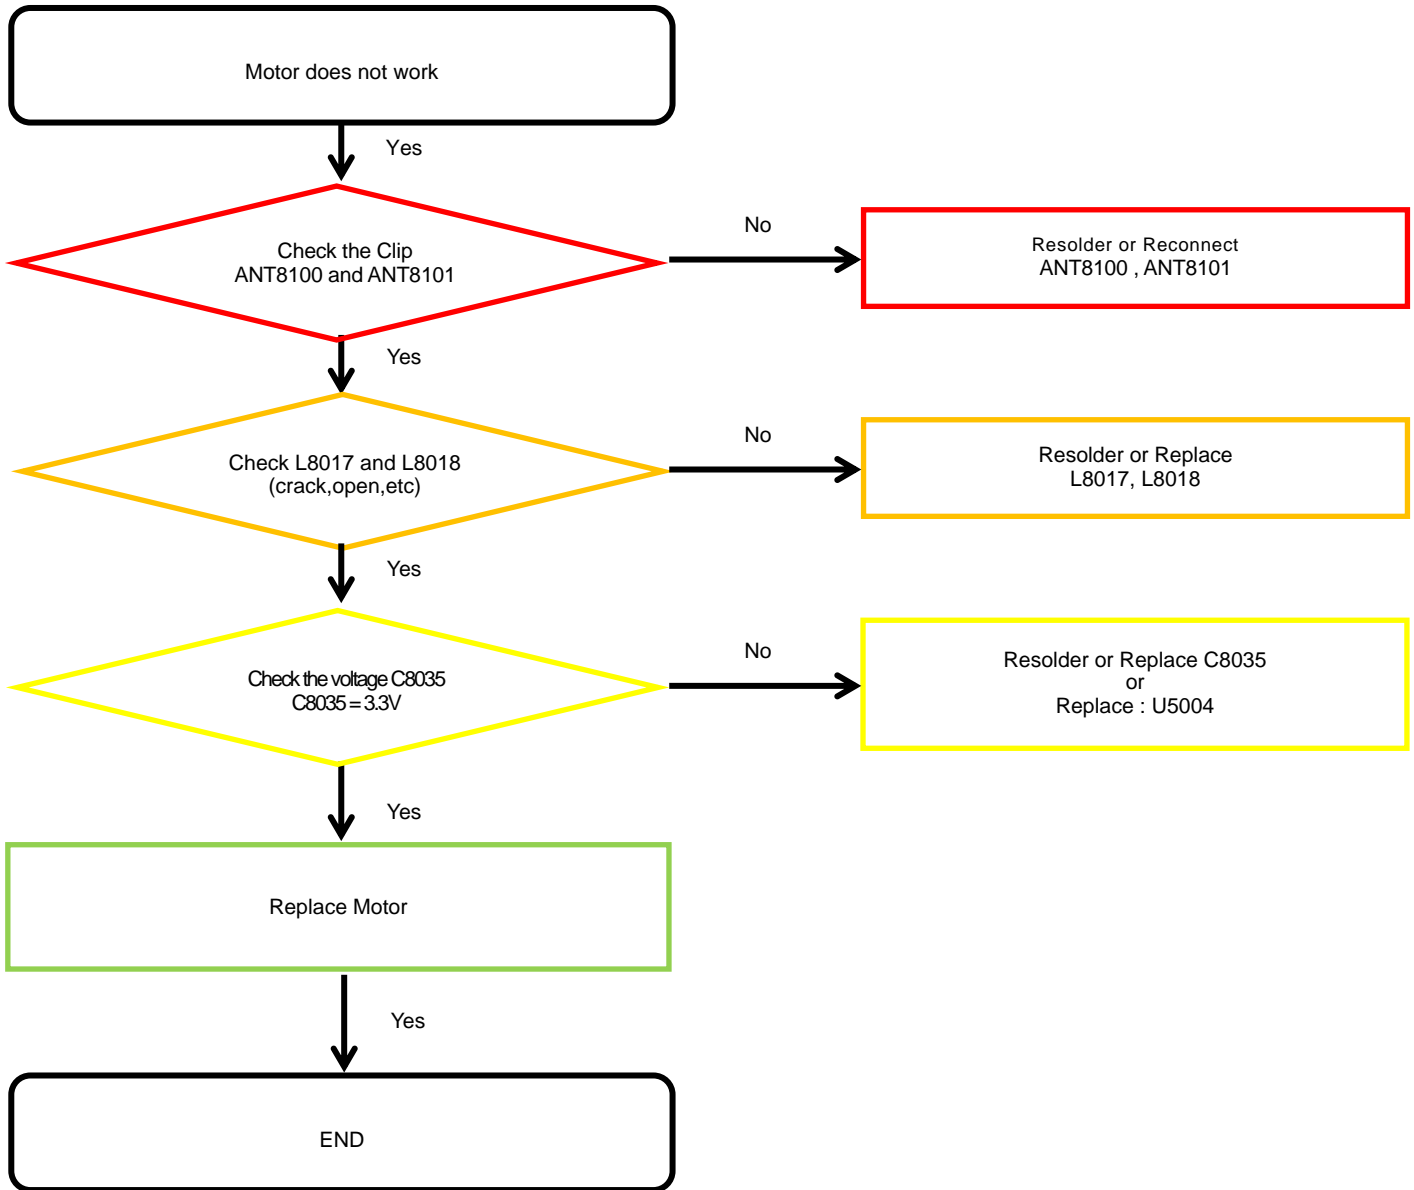 Motor does not work
Yes
Check the Clip
ANT8100 and ANT8101
No
Resolder or Reconnect
ANT8100 , ANT8101
Yes
Check L8017 and L8018
(crack,open,etc)
No
Resolder or Replace
L8017, L8018
Yes
Check the voltage C8035
C8035 = 3.3V
No
Resolder or Replace C8035
or
Replace : U5004
Yes
Replace Motor
Yes
END